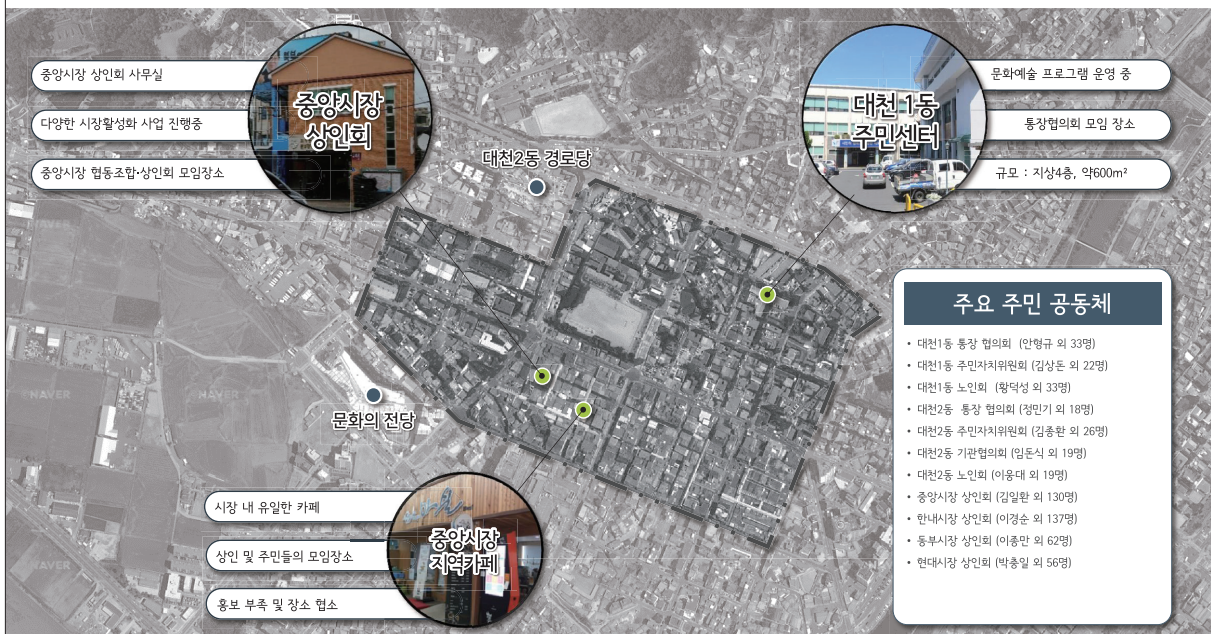 중앙시장 상인회 사무실
다양한 시장활성화 사업 진행중
중앙시장 협동조합·상인회 모임장소
중앙시장
상인회
대천2동 경로당
대천 1동
주민센터
문화예술 프로그램 운영 중
통장협의회 모임 장소
규모 : 지상4층, 약600m²
문화의 전당
시장 내 유일한 카페
상인 및 주민들의 모임장소
홍보 부족 및 장소 협소
중앙시장
지역카페
주요 주민 공동체
• 대천1동 통장 협의회 (안형규 외 33명)
• 대천1동 주민자치위원회 (김상돈 외 22명)
• 대천1동 노인회 (황덕성 외 33명)
• 대천2동 통장 협의회 (정민기 외 18명)
• 대천2동 주민자치위원회 (김종환 외 26명)
• 대천2동 기관협의회 (임돈식 외 19명)
• 대천2동 노인회 (이웅대 외 19명)
• 중앙시장 상인회 (김일환 외 130명)
• 한내시장 상인회 (이경순 외 137명)
• 동부시장 상인회 (이종만 외 62명)
• 현대시장 상인회 (박충일 외 56명)
NAVER
NAVER
NAVER
NAVER